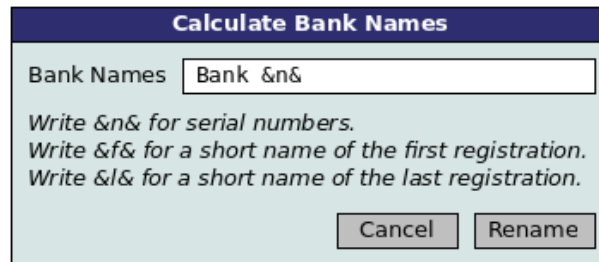 Calculate Bank Names
Bank Names Bank &n&
Write &n& for serial numbers.
Write &f& for a short name of the first registration.
Write &l& for a short name of the last registration.
Cancel Rename